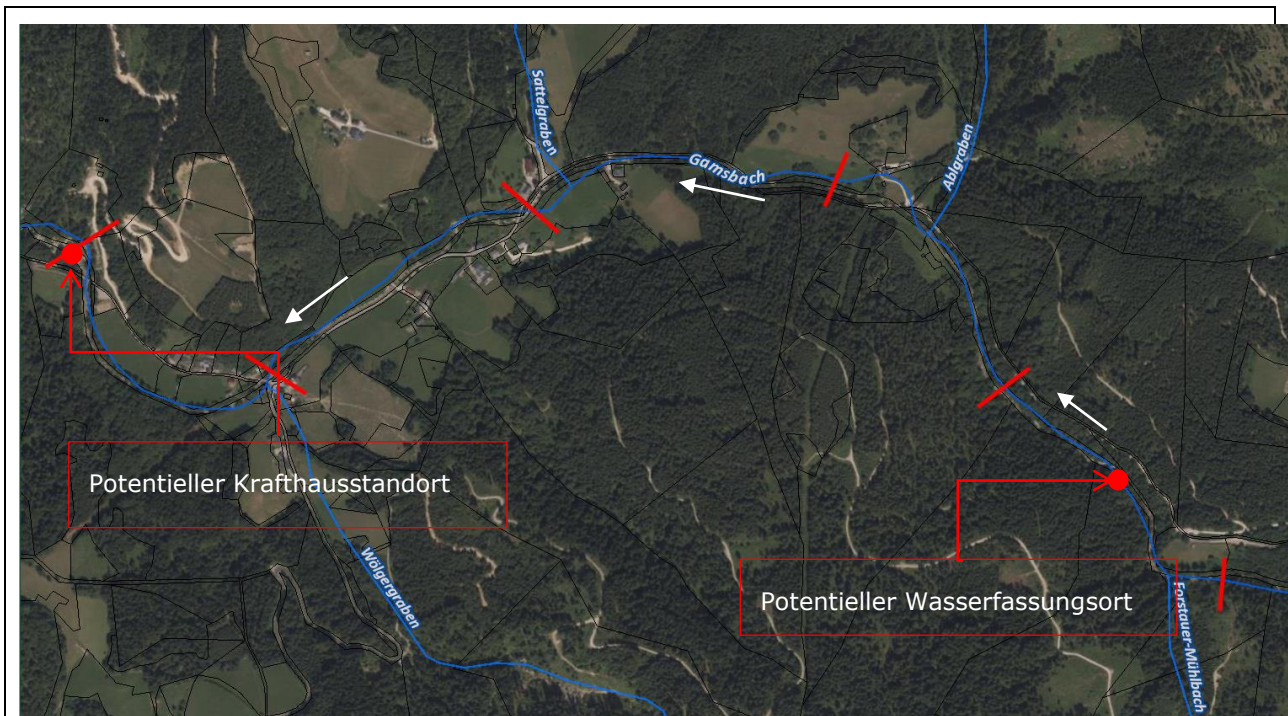 Sattelgraben
Gamsbach
Ablgraben
Potentieller Krafthausstandort
Wölgergraben
Potentieller Wasserfassungsort
Forstauer-Mühlbach